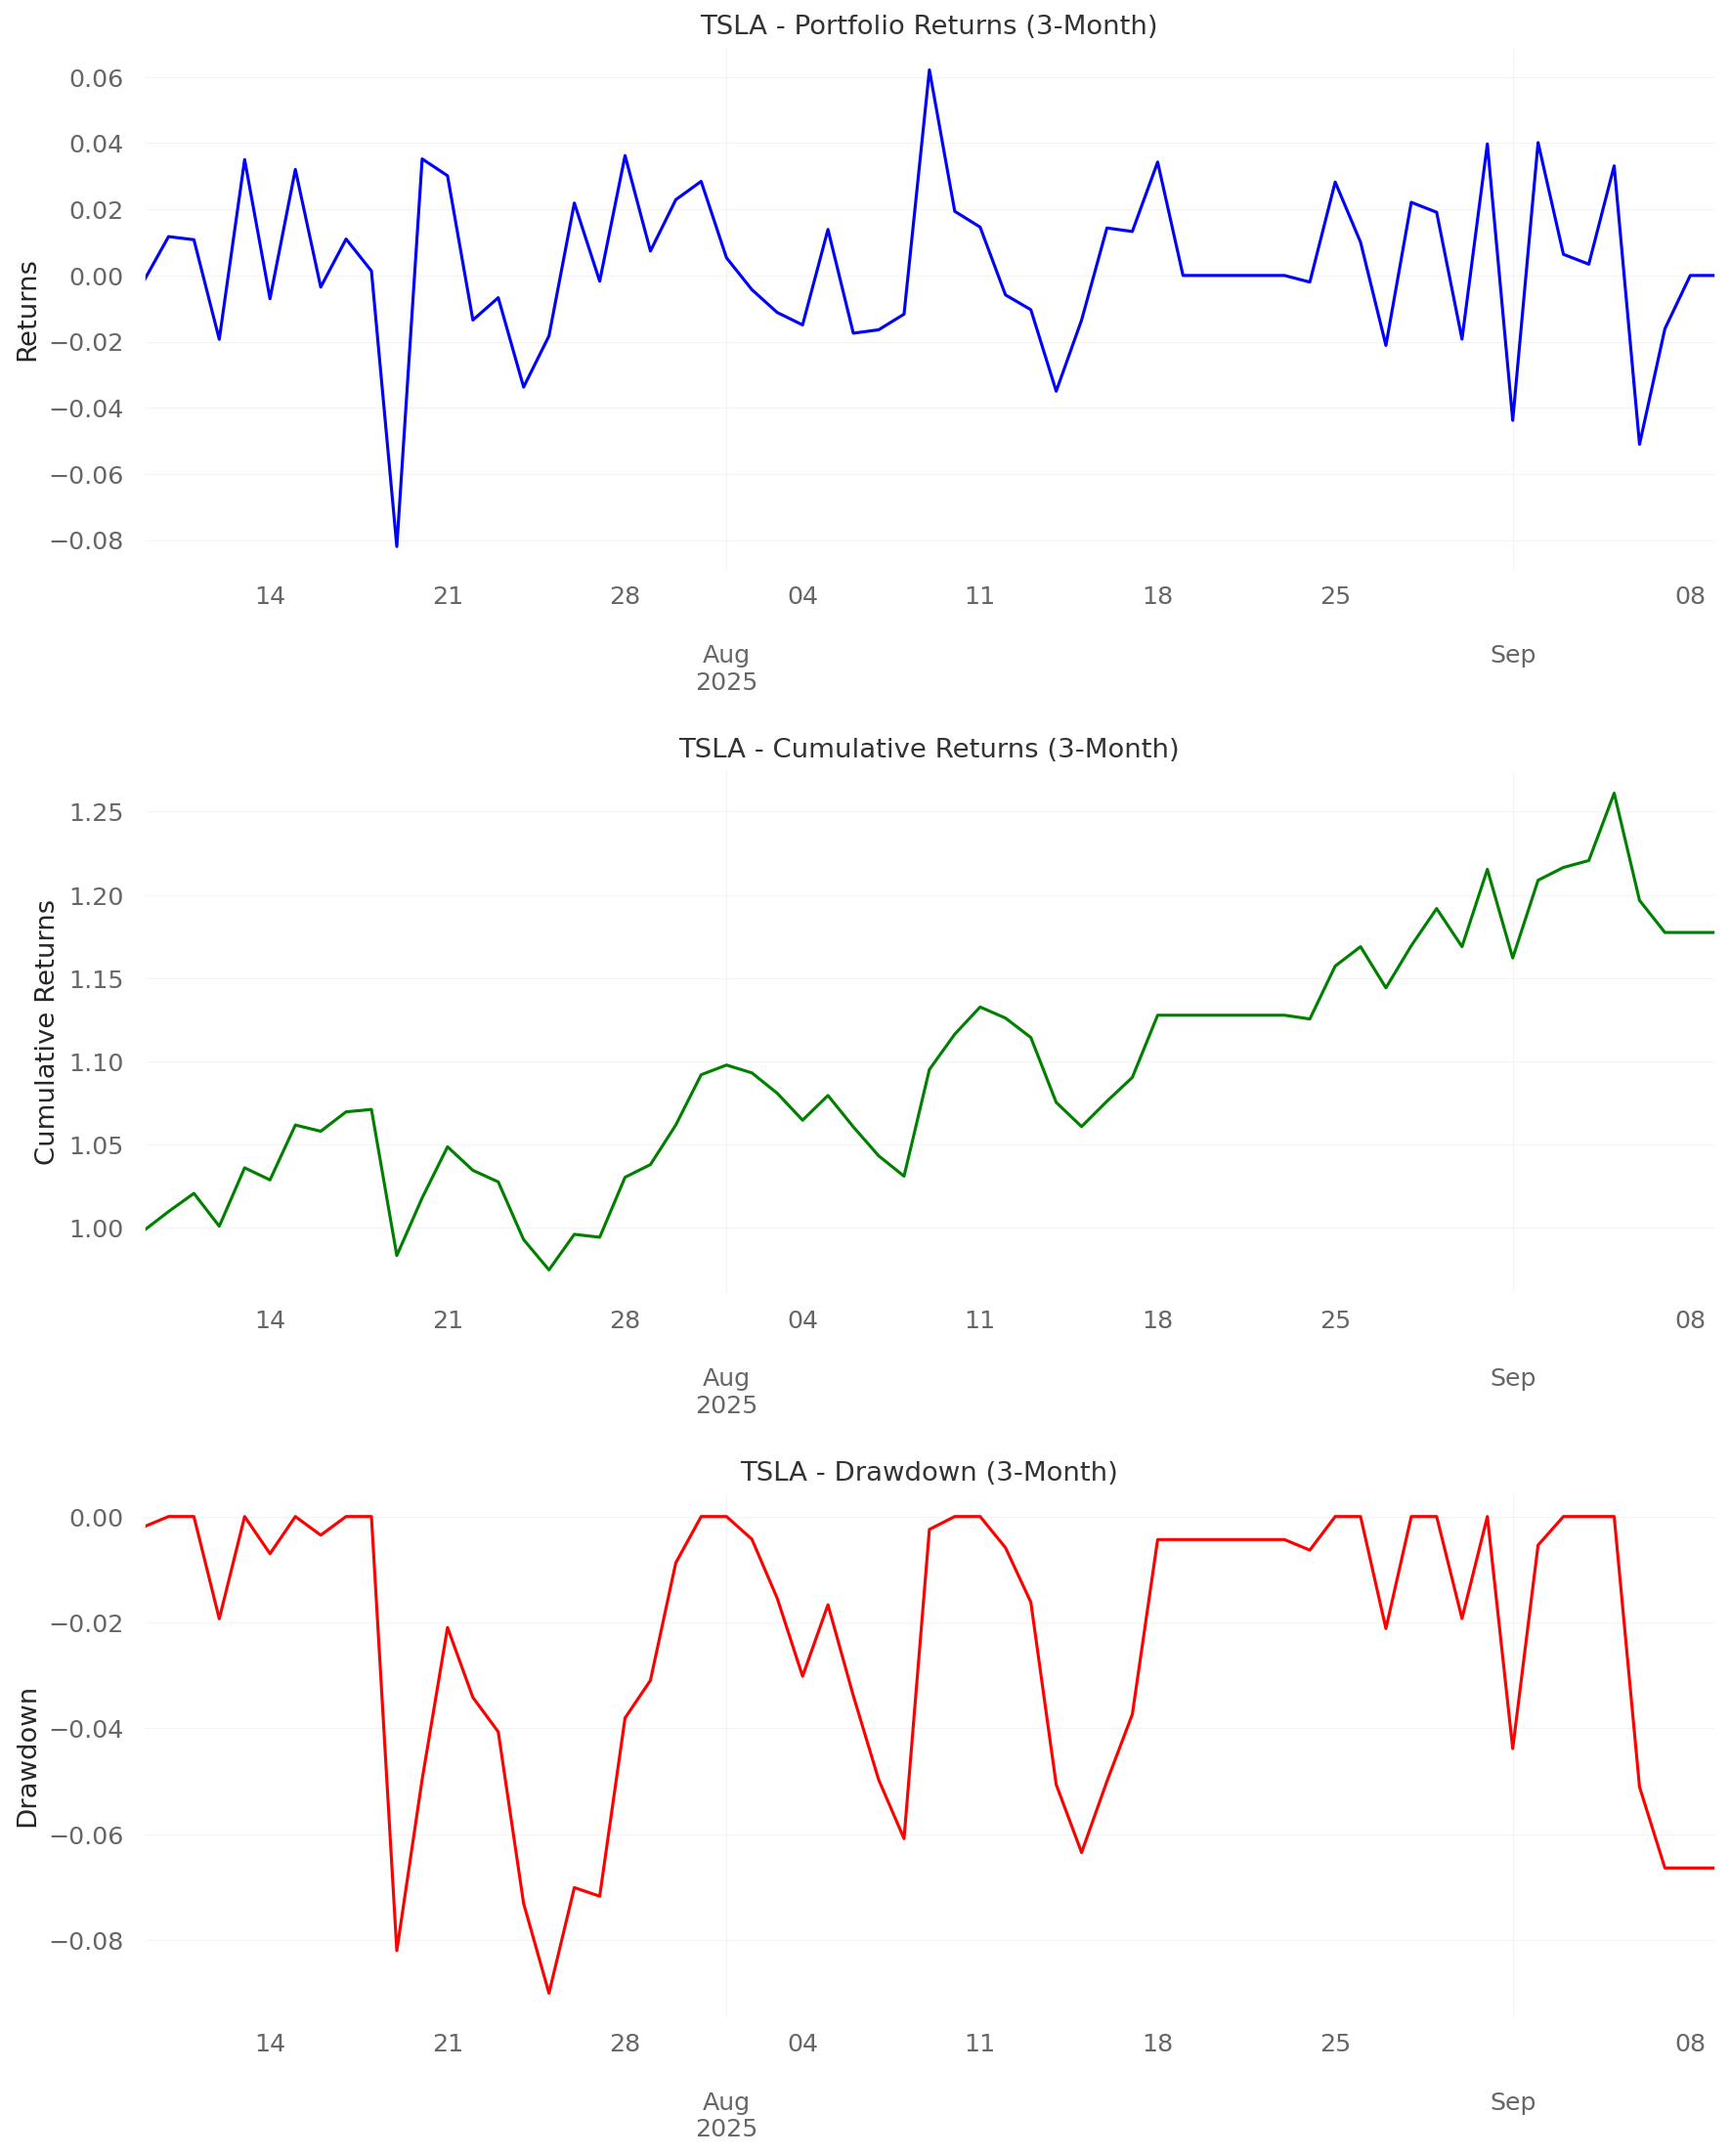 TSLA - Portfolio Returns (3-Month)
0.06
0.04
0.02
0.00
−0.02
−0.04
−0.06
−0.08
Returns
14 21 28 04 11 18 25 08
Aug Sep
2025
TSLA - Cumulative Returns (3-Month)
1.25
1.20
1.15
1.10
1.05
1.00
Cumulative Returns
14 21 28 04 11 18 25 08
Aug Sep
2025
TSLA - Drawdown (3-Month)
0.00
−0.02
−0.04
−0.06
−0.08
Drawdown
14 21 28 04 11 18 25 08
Aug Sep
2025